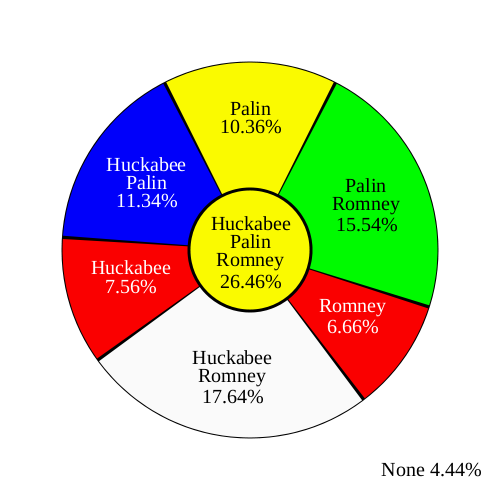 Palin
10.36%
Huckabee
Palin
11.34%
Palin
Romney
15.54%
Huckabee
Palin
Romney
26.46%
Huckabee
7.56%
Romney
6.66%
Huckabee
Romney
17.64%
None 4.44%